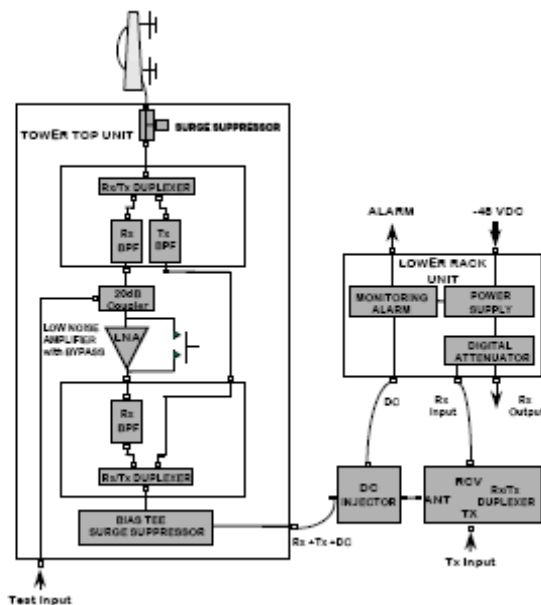 TOWER TOP UNIT
SURGE SUPPRESSOR
Rx/Tx DUPLEXER
Rx
BPF
Tx
BPF
20dB
Coupler
LOW NOISE
AMPLIFIER
with BYPASS
LNA
Rx
BPF
Rx/Tx DUPLEXER
BIAS TEE
SURGE SUPPRESSOR
Test Input
Rx +Tx +DC
ALARM
-48 VDC
LOWER RACK
UNIT
MONITORING
ALARM
POWER
SUPPLY
DIGITAL
ATTENUATOR
DC
Rx
Input
Rx
Output
DC
INJECTOR
ANT
RCV
Rx/Tx
DUPLEXER
TX
Tx Input